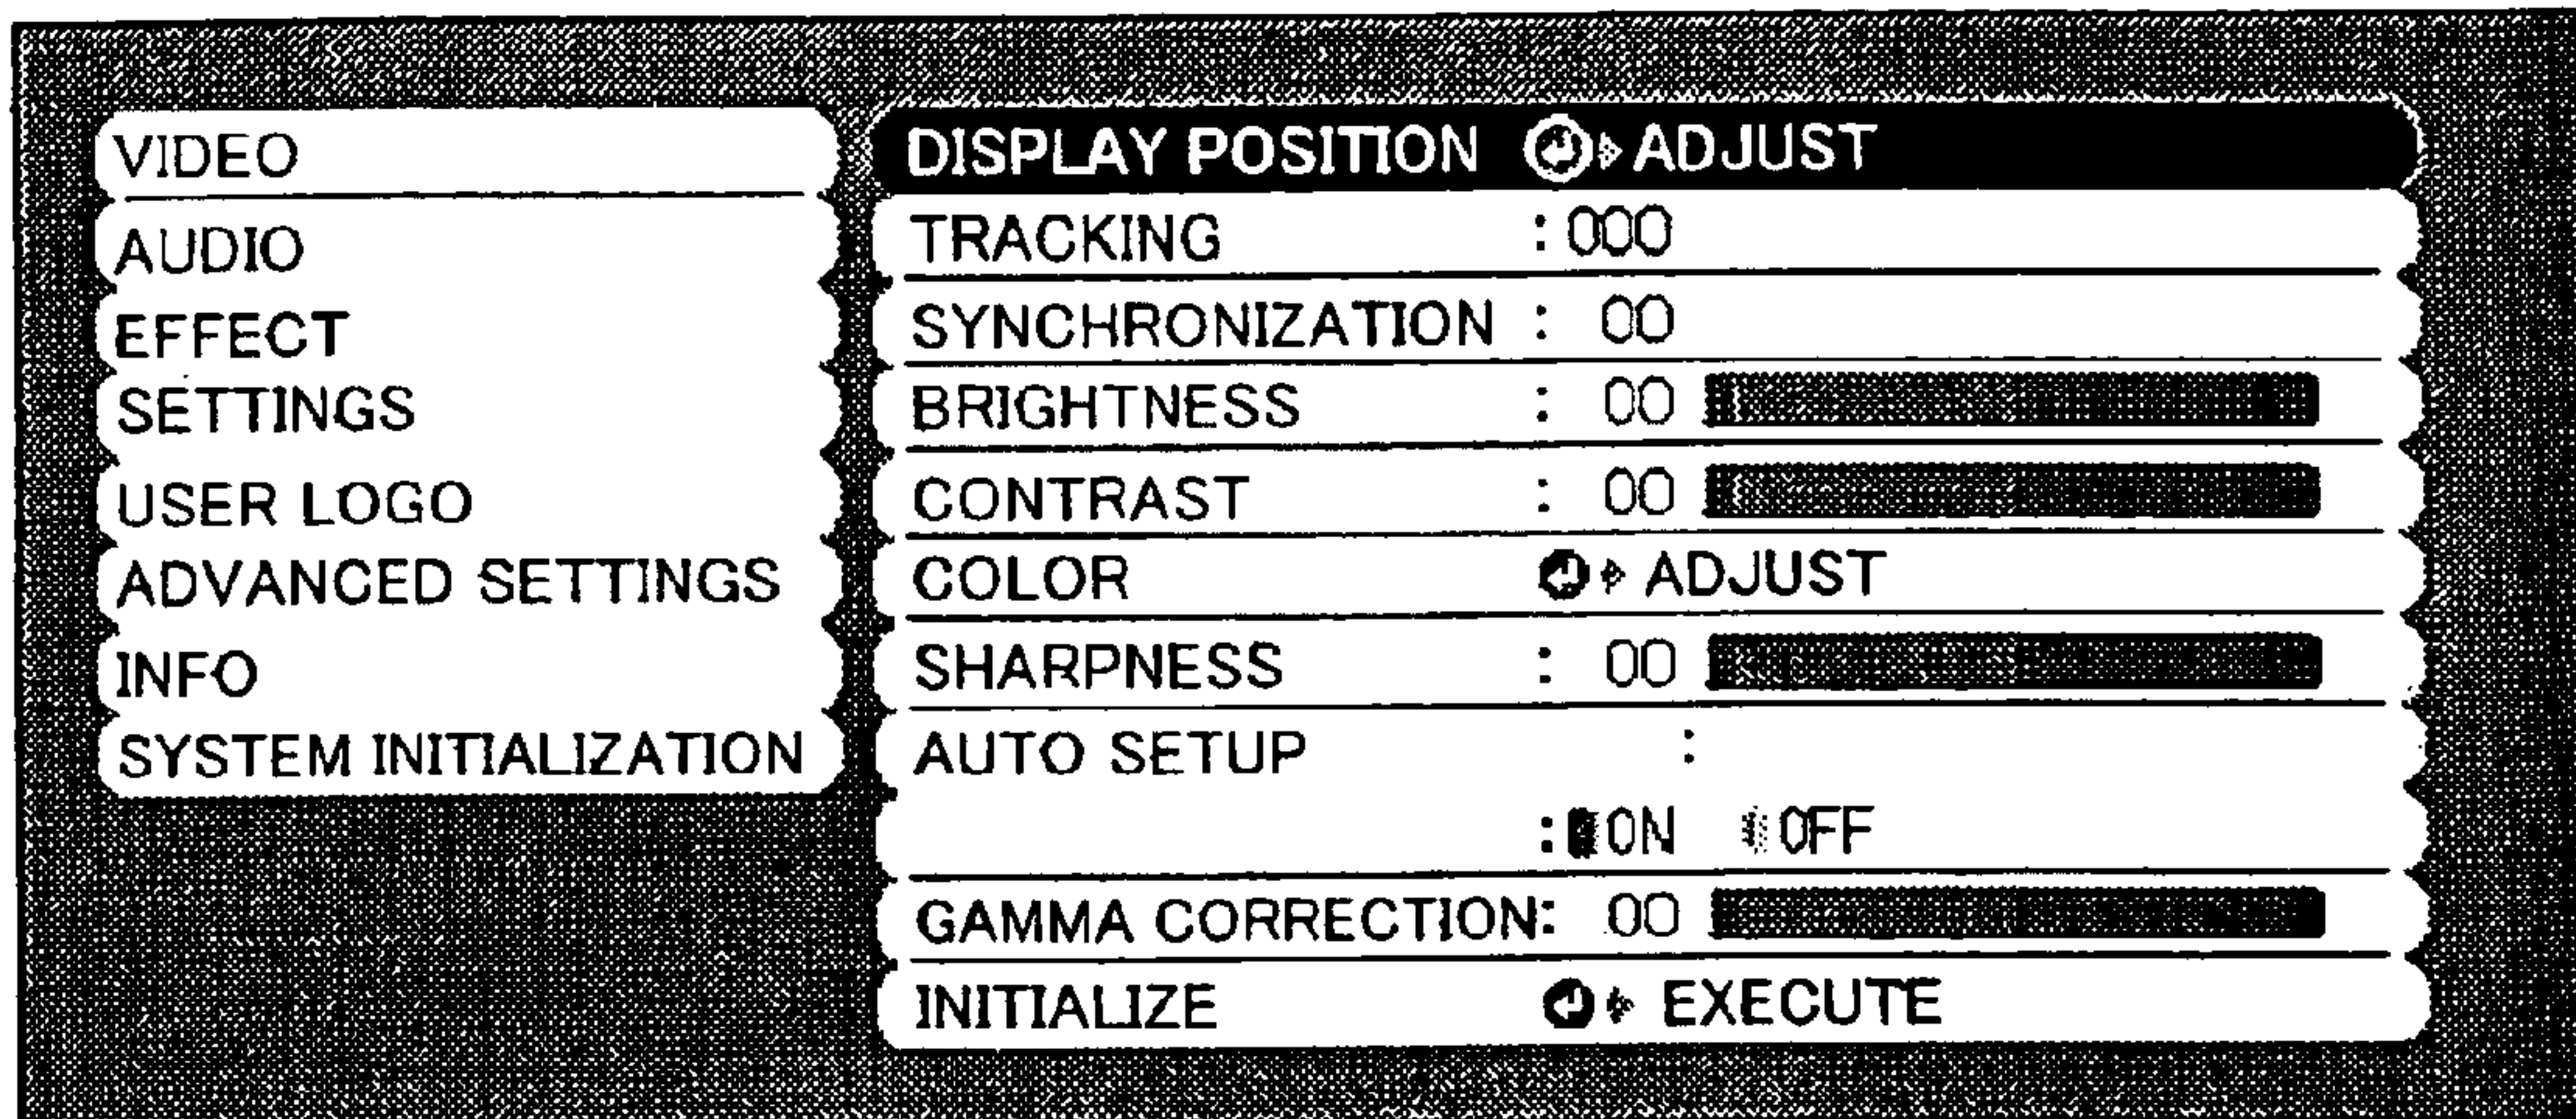 VIDEO
AUDIO
EFFECT
SETTINGS
USER LOGO
ADVANCED SETTINGS
INFO
SYSTEM INITIALIZATION
DISPLAY POSITION ADJUST
TRACKING :000
SYNCHRONIZATION : 00
BRIGHTNESS : 00
CONTRAST : 00
COLOR ADJUST
SHARPNESS : 00
AUTO SETUP :
: ON OFF
GAMMA CORRECTION: 00
INITIALIZE EXECUTE